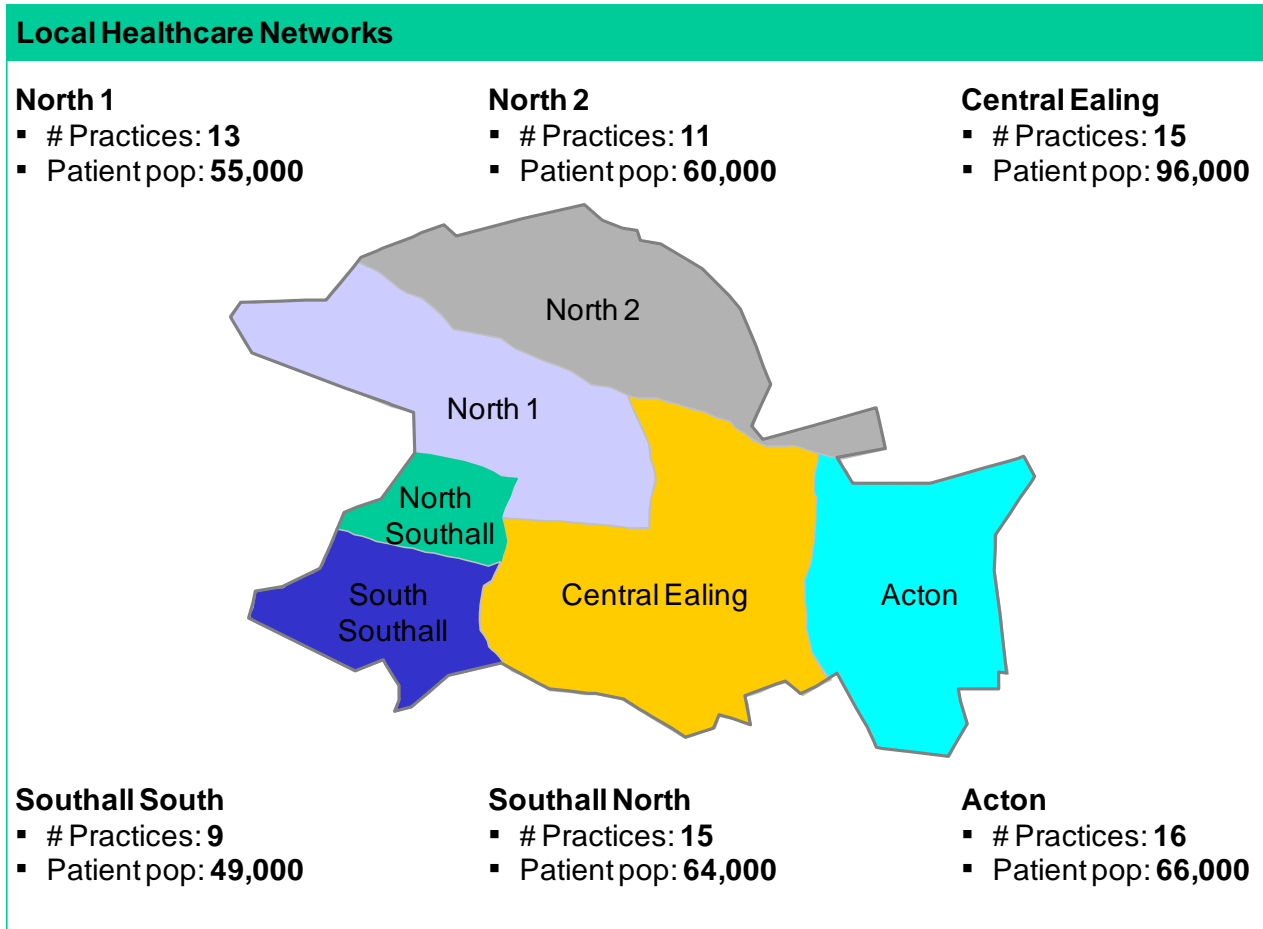 Local Healthcare Networks
North 1
▪ # Practices: 13
▪ Patient pop: 55,000
North 2
▪ # Practices: 11
▪ Patient pop: 60,000
Central Ealing
▪ # Practices: 15
▪ Patient pop: 96,000
North 2
North 1
North
Southall
South
Southall
Central Ealing
Acton
Southall South
▪ # Practices: 9
▪ Patient pop: 49,000
Southall North
▪ # Practices: 15
▪ Patient pop: 64,000
Acton
▪ # Practices: 16
▪ Patient pop: 66,000